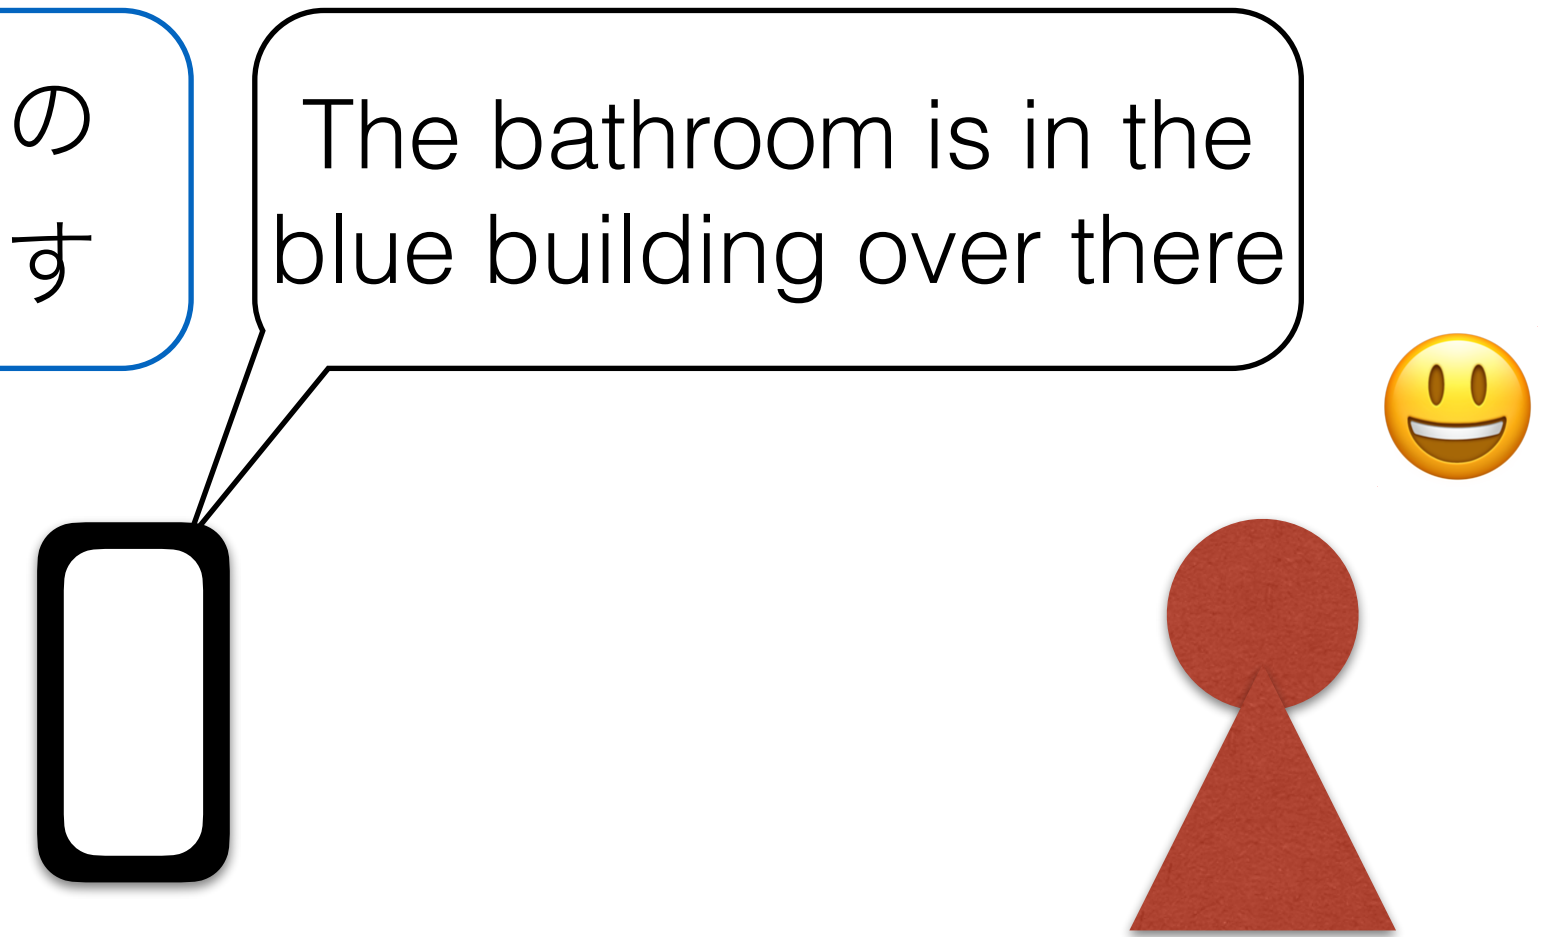 の
す
The bathroom is in the
blue building over there